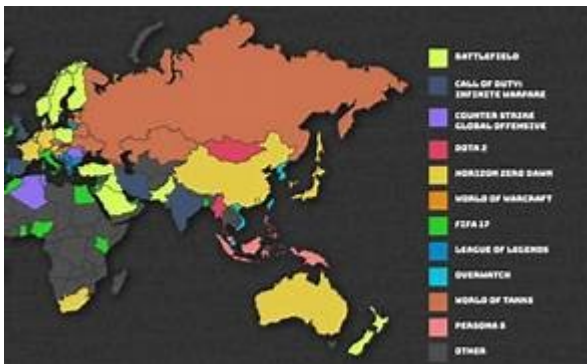 BATTLEFIELD
CALL OF DUTY:
INFINITE WARFARE
COUNTER STRIKE
GLOBAL OFFENSIVE
DOTA 2
HORIZON ZERO DAWN
WORLD OF WARCRAFT
FIFA 17
LEAGUE OF LEGENDS
OVERWATCH
WORLD OF TANKS
PERSONA 5
OTHER